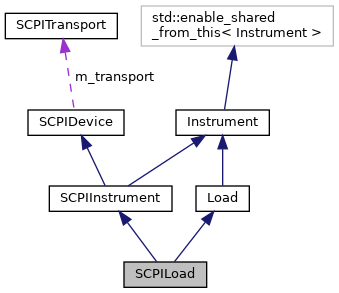 SCPITransport
std::enable_shared
_from_this< Instrument >
m_transport
SCPIDevice
Instrument
SCPIInstrument
Load
SCPILoad